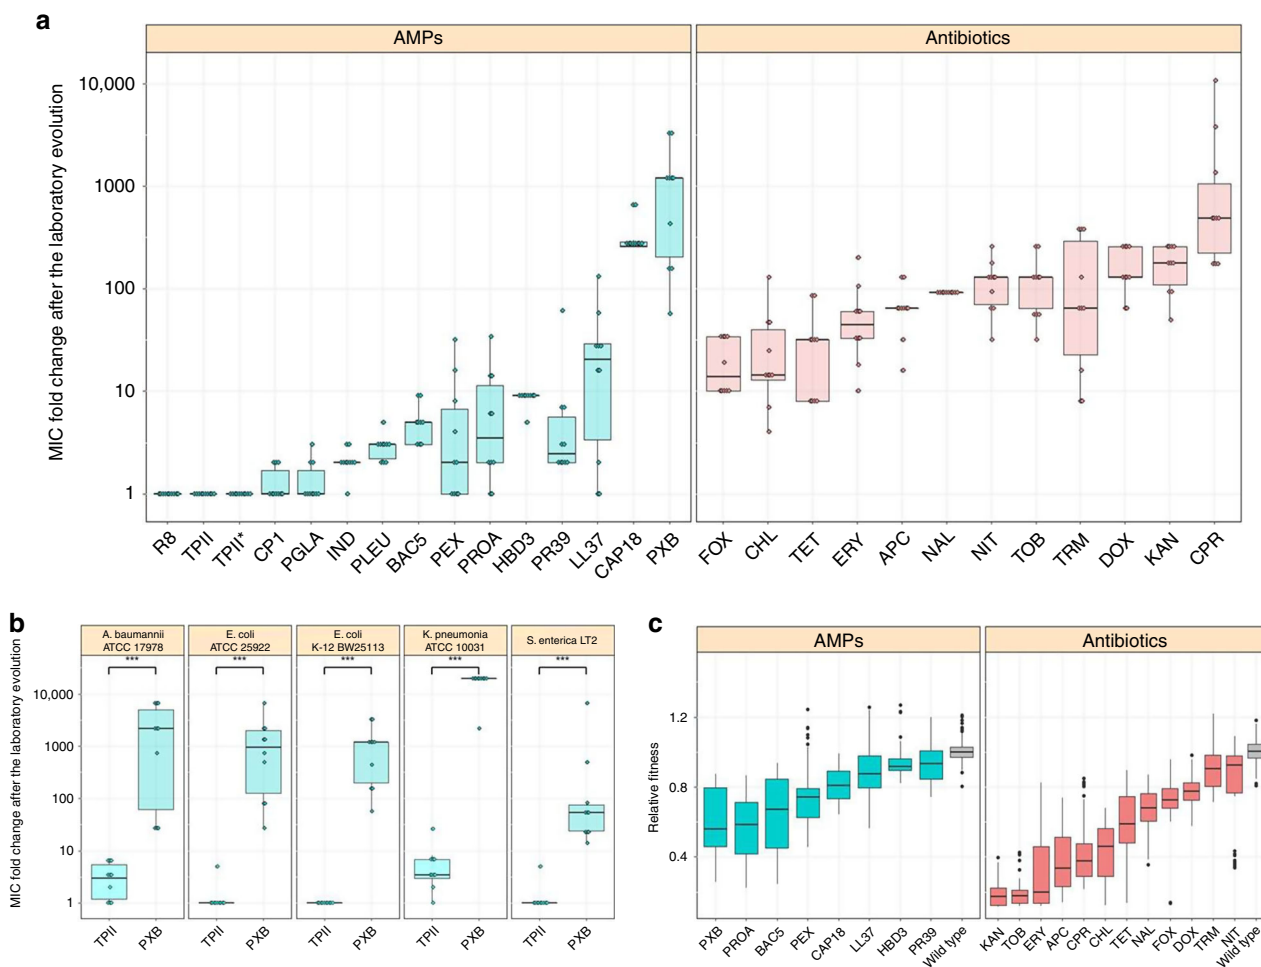 a
AMPs
Antibiotics
MIC fold change after the laboratory evolution
10,000
1000
100
10
1
R8 TPII TPII* CP1 PGLA IND PLEU BAC5 PEX PROA HBD3 PR39 LL37 CAP18 PXB
FOX CHL TET ERY APC NAL NIT TOB TRM DOX KAN CPR
b
A. baumannii
ATCC 17978
E. coli
ATCC 25922
E. coli
K-12 BW25113
K. pneumonia
ATCC 10031
S. enterica LT2
*** *** *** *** ***
MIC fold change after the laboratory evolution
10,000
1000
100
10
1
TPII PXB TPII PXB TPII PXB TPII PXB TPII PXB
c
AMPs
Antibiotics
Relative fitness
1.2
0.8
0.4
PXB PROA BAC5 PEX CAP18 LL37 HBD3 PR39 Wild type
KAN TOB ERY APC CPR CHL TET NAL FOX DOX TRM NIT Wild type